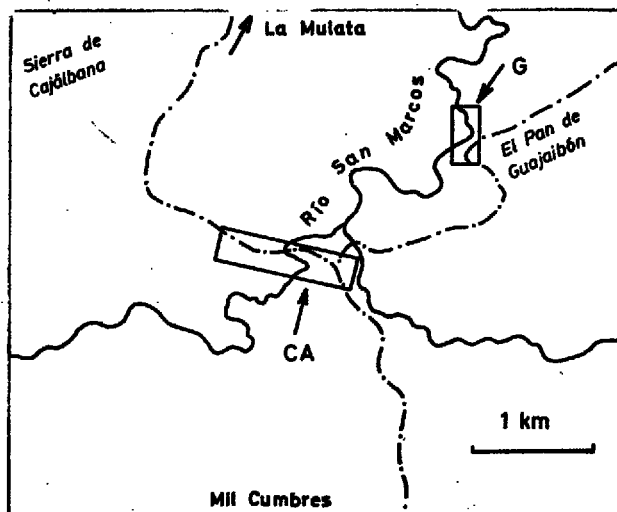 La Mulata
Sierra de
Cajálbana
G
Río San Marcos
El Pan de
Guajaibón
CA
1 km
Mil Cumbres